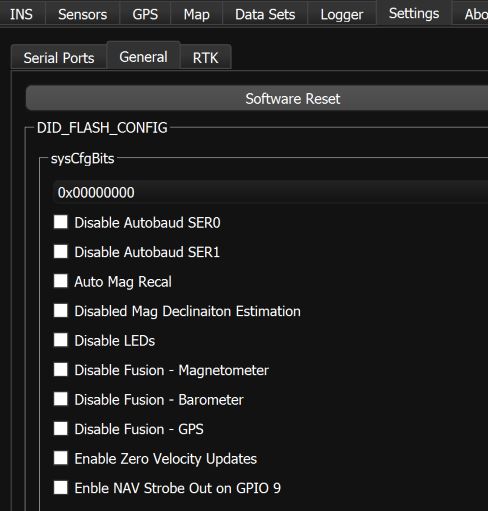 INS Sensors GPS Map Data Sets Logger Settings Abo
Serial Ports General RTK
Software Reset
DID_FLASH_CONFIG
sysCfgBits
0x00000000
Disable Autobaud SER0
Disable Autobaud SER1
Auto Mag Recal
Disabled Mag Declinaiton Estimation
Disable LEDs
Disable Fusion - Magnetometer
Disable Fusion - Barometer
Disable Fusion - GPS
Enable Zero Velocity Updates
Enble NAV Strobe Out on GPIO 9